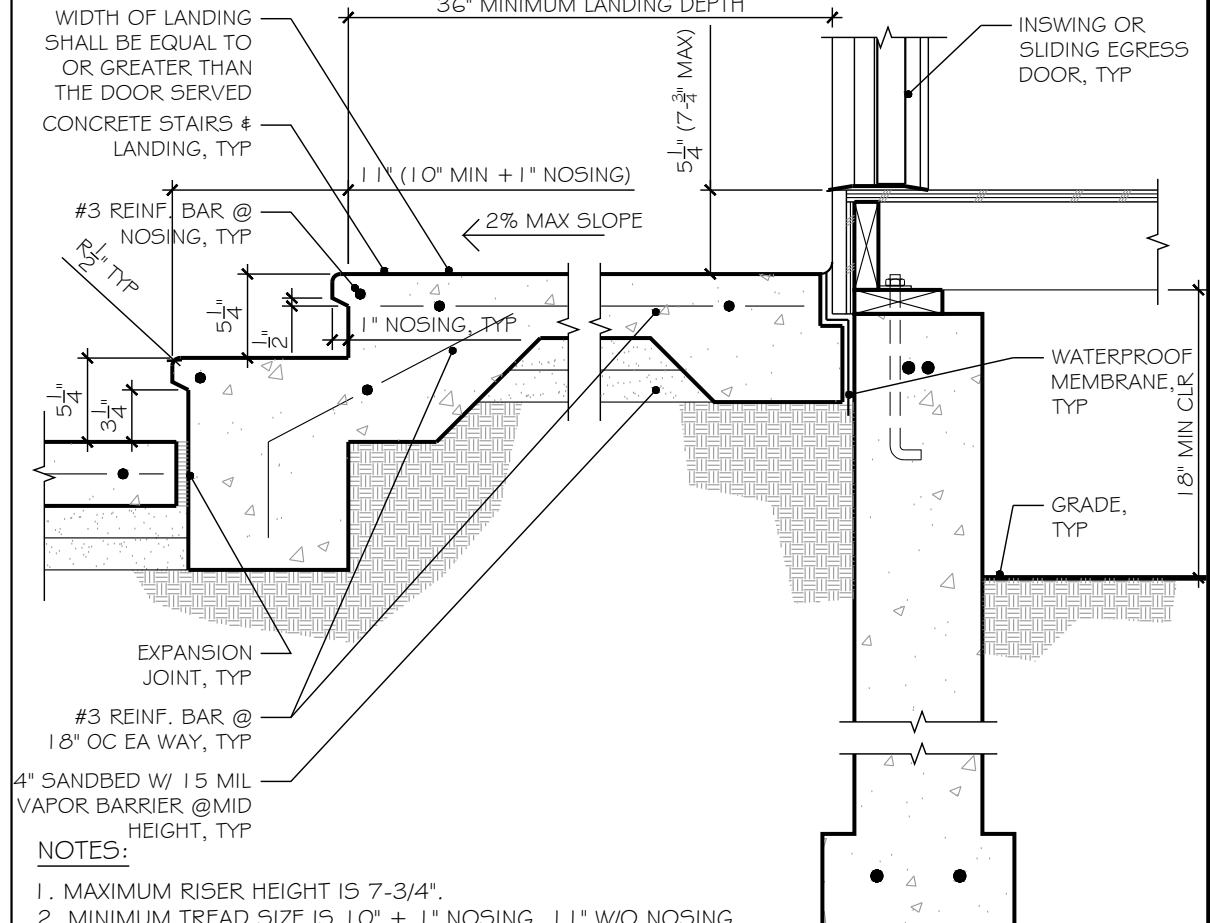 36" MINIMUM LANDING DEPTH
WIDTH OF LANDING
SHALL BE EQUAL TO
OR GREATER THAN
THE DOOR SERVED
INSWING OR
SLIDING EGRESS
DOOR, TYP
CONCRETE STAIRS &
LANDING, TYP
5 1/4" (7-3/4" MAX)
11" (10" MIN +1" NOSING)
#3 REINF. BAR @
NOSING, TYP
2% MAX SLOPE
R 1/2" TYP
5 1/4"
1/2"
1" NOSING, TYP
5 1/4"
3 1/4"
WATERPROOF
MEMBRANE,
TYP
18" MIN CLR
GRADE,
TYP
EXPANSION
JOINT, TYP
#3 REINF. BAR @
18" OC EA WAY, TYP
4" SANDBED W/ 15 MIL
VAPOR BARRIER @MID
HEIGHT, TYP
NOTES:
1. MAXIMUM RISER HEIGHT IS 7-3/4".
2. MINIMUM TREAD SIZE IS 10" + 1" NOSING, 11" W/O NOSING